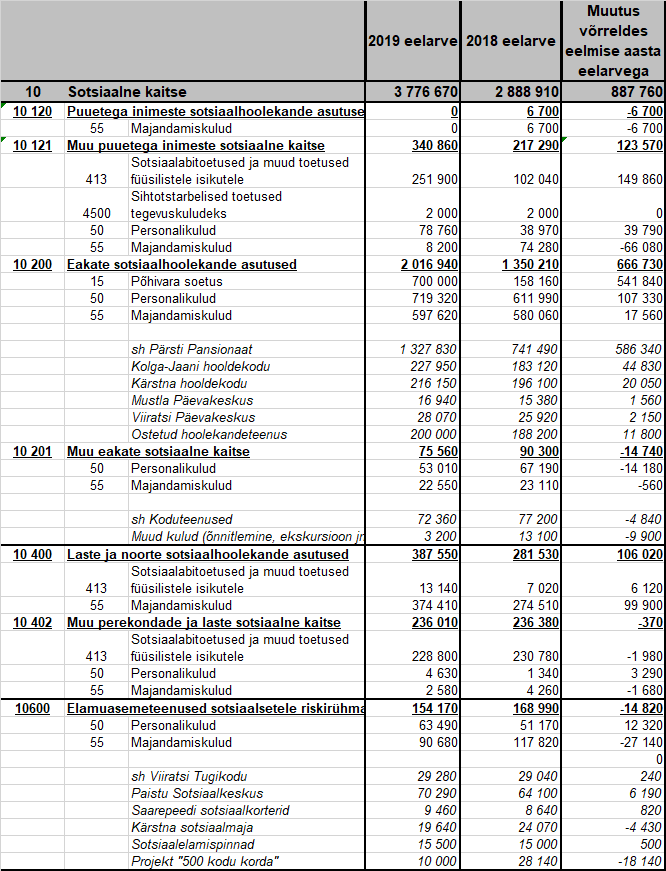 2019 eelarve 2018 eelarve Muutus võrreldes eelmise aasta eelarvega
10 Sotsiaalne kaitse 3 776 670 2 888 910 887 760
10 120 Puuetega inimeste sotsiaalhoolekande asutuse 0 6 700 -6 700
55 Majandamiskulud 0 6 700 -6 700
10 121 Muu puuetega inimeste sotsiaalne kaitse 340 860 217 290 123 570
Sotsiaalabitoetused ja muud toetused
413 füüsilistele isikutele 251 900 102 040 149 860
Sihtotstarbelised toetused
4500 tegevuskuludeks 2 000 2 000 0
50 Personalikulud 78 760 38 970 39 790
55 Majandamiskulud 8 200 74 280 -66 080
10 200 Eakate sotsiaalhoolekande asutused 2 016 940 1 350 210 666 730
15 Põhivara soetus 700 000 158 160 541 840
50 Personalikulud 719 320 611 990 107 330
55 Majandamiskulud 597 620 580 060 17 560
sh Pärsti Pansionaat 1 327 830 741 490 586 340
Kolga-Jaani hooldekodu 227 950 183 120 44 830
Kärstna hooldekodu 216 150 196 100 20 050
Mustla Päevakeskus 16 940 15 380 1 560
Viiratsi Päevakeskus 28 070 25 920 2 150
Ostetud hoolekandeteenus 200 000 188 200 11 800
10 201 Muu eakate sotsiaalne kaitse 75 560 90 300 -14 740
50 Personalikulud 53 010 67 190 -14 180
55 Majandamiskulud 22 550 23 110 -560
sh Koduteenused 72 360 77 200 -4 840
Muud kulud (õnnitlemine, ekskursioon jr 3 200 13 100 -9 900
10 400 Laste ja noorte sotsiaalhoolekande asutused 387 550 281 530 106 020
Sotsiaalabitoetused ja muud toetused
413 füüsilistele isikutele 13 140 7 020 6 120
55 Majandamiskulud 374 410 274 510 99 900
10 402 Muu perekondade ja laste sotsiaalne kaitse 236 010 236 380 -370
Sotsiaalabitoetused ja muud toetused
413 füüsilistele isikutele 228 800 230 780 -1 980
50 Personalikulud 4 630 1 340 3 290
55 Majandamiskulud 2 580 4 260 -1 680
10600 Elamuasemeteenused sotsiaalsetele riskirühma 154 170 168 990 -14 820
50 Personalikulud 63 490 51 170 12 320
55 Majandamiskulud 90 680 117 820 -27 140
0
sh Viiratsi Tugikodu 29 280 29 040 240
Paistu Sotsiaalkeskus 70 290 64 100 6 190
Saarepeedi sotsiaalkorterid 9 460 8 640 820
Kärstna sotsiaalmaja 19 640 24 070 -4 430
Sotsiaalelamispinnad 15 500 15 000 500
Projekt "500 kodu korda" 10 000 28 140 -18 140